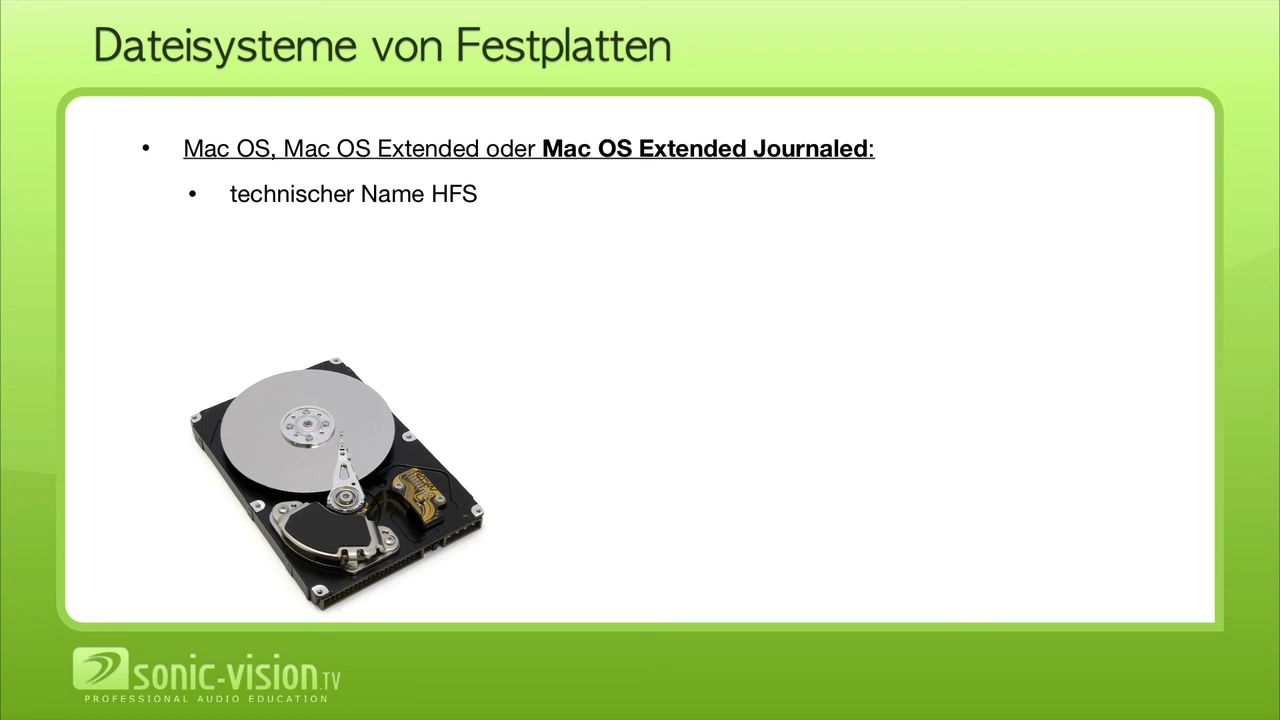 Dateisysteme von Festplatten
• Mac OS, Mac OS Extended oder Mac OS Extended Journaled:
• technischer Name HFS
sonic-vision.TV
PROFESSIONAL AUDIO EDUCATION